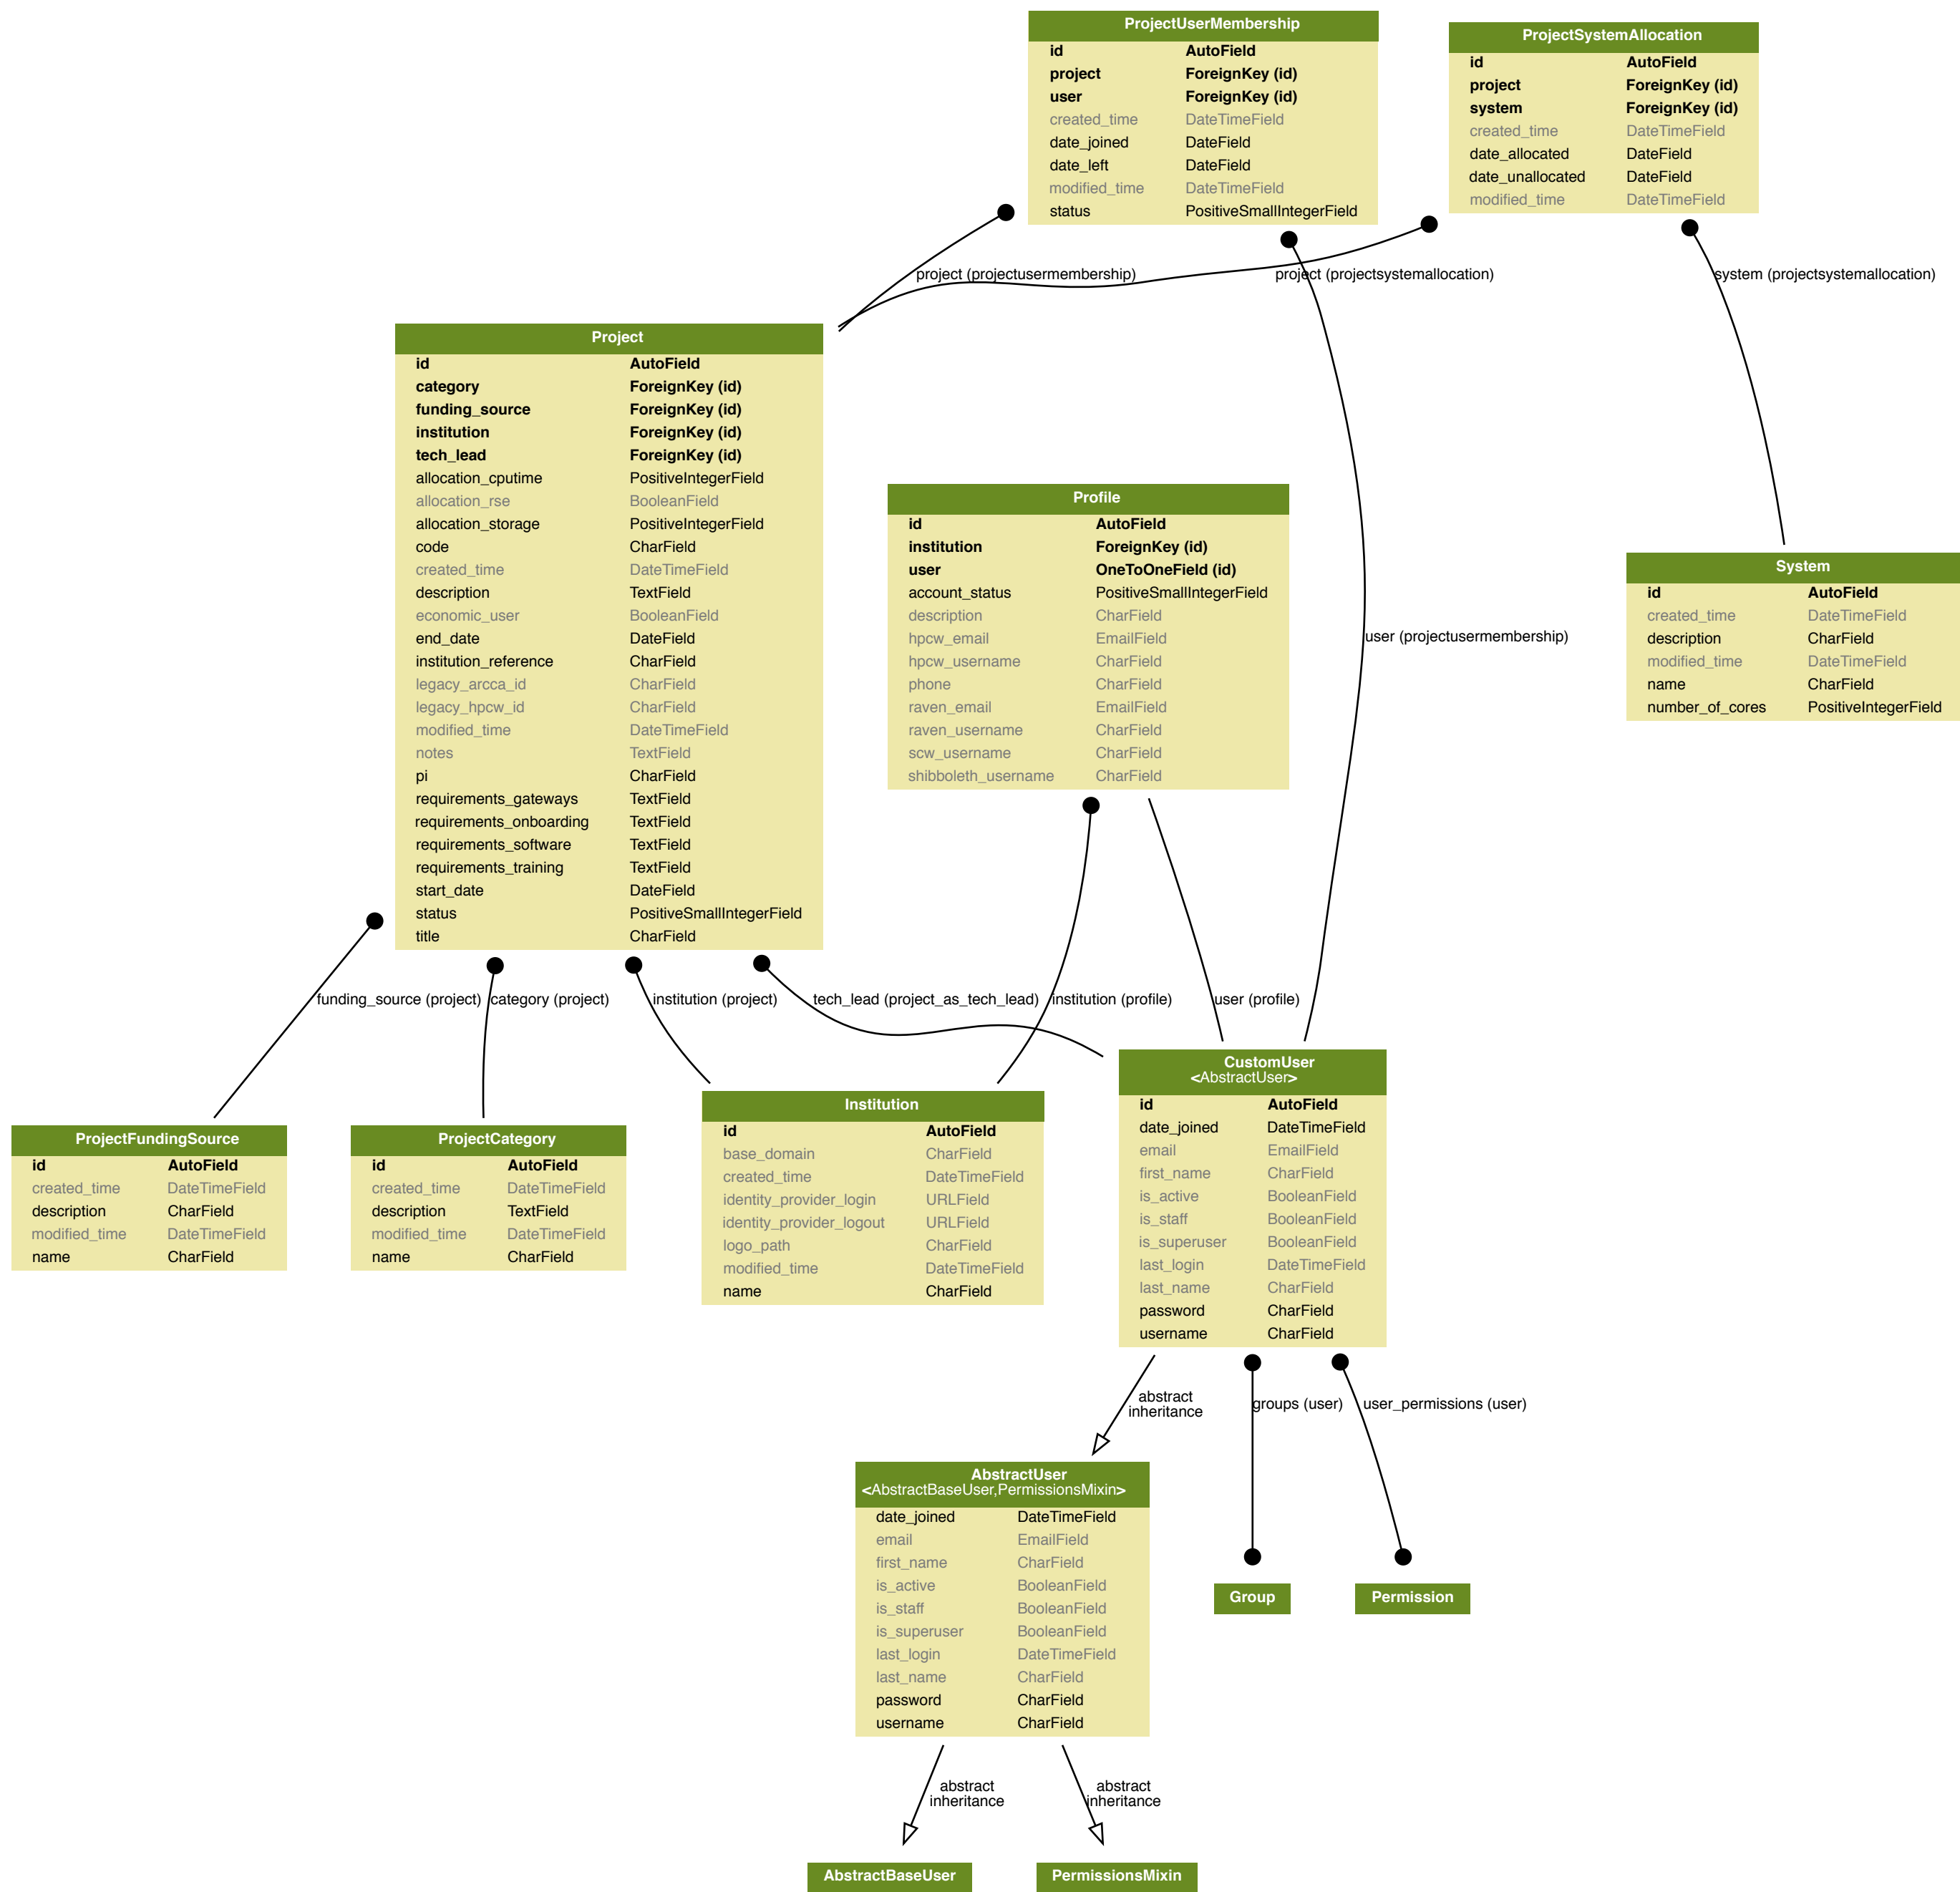 ProjectUserMembership
id AutoField
project ForeignKey (id)
user ForeignKey (id)
created_time DateTimeField
date_joined DateField
date_left DateField
modified_time DateTimeField
status PositiveSmallIntegerField
ProjectSystemAllocation
id AutoField
project ForeignKey (id)
system ForeignKey (id)
created_time DateTimeField
date_allocated DateField
date_unallocated DateField
modified_time DateTimeField
project (projectusermembership)
project (projectsystemallocation)
system (projectsystemallocation)
Project
id AutoField
category ForeignKey (id)
funding_source ForeignKey (id)
institution ForeignKey (id)
tech_lead ForeignKey (id)
allocation_cputime PositiveIntegerField
allocation_rse BooleanField
allocation_storage PositiveIntegerField
code CharField
created_time DateTimeField
description TextField
economic_user BooleanField
end_date DateField
institution_reference CharField
legacy_arcca_id CharField
legacy_hpcw_id CharField
modified_time DateTimeField
notes TextField
pi CharField
requirements_gateways TextField
requirements_onboarding TextField
requirements_software TextField
requirements_training TextField
start_date DateField
status PositiveSmallIntegerField
title CharField
Profile
id AutoField
institution ForeignKey (id)
user OneToOneField (id)
account_status PositiveSmallIntegerField
description CharField
hpcw_email EmailField
hpcw_username CharField
phone CharField
raven_email EmailField
raven_username CharField
scw_username CharField
shibboleth_username CharField
user (projectusermembership)
System
id AutoField
created_time DateTimeField
description CharField
modified_time DateTimeField
name CharField
number_of_cores PositiveIntegerField
funding_source (project)
category (project)
institution (project)
tech_lead (project_as_tech_lead)
institution (profile)
user (profile)
ProjectFundingSource
id AutoField
created_time DateTimeField
description CharField
modified_time DateTimeField
name CharField
ProjectCategory
id AutoField
created_time DateTimeField
description TextField
modified_time DateTimeField
name CharField
Institution
id AutoField
base_domain CharField
created_time DateTimeField
identity_provider_login URLField
identity_provider_logout URLField
logo_path CharField
modified_time DateTimeField
name CharField
CustomUser
<AbstractUser>
id AutoField
date_joined DateTimeField
email EmailField
first_name CharField
is_active BooleanField
is_staff BooleanField
is_superuser BooleanField
last_login DateTimeField
last_name CharField
password CharField
username CharField
abstract
inheritance
groups (user)
user_permissions (user)
AbstractUser
<AbstractBaseUser,PermissionsMixin>
date_joined DateTimeField
email EmailField
first_name CharField
is_active BooleanField
is_staff BooleanField
is_superuser BooleanField
last_login DateTimeField
last_name CharField
password CharField
username CharField
Group
Permission
abstract
inheritance
abstract
inheritance
AbstractBaseUser
PermissionsMixin